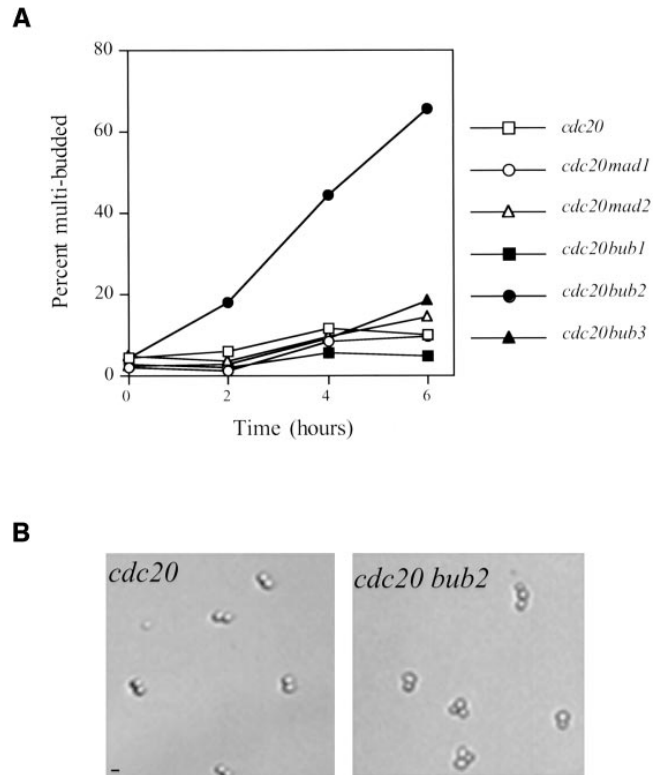 A
80
60
40
20
0
Percent multi-budded
0 2 4 6
Time (hours)
cdc20
cdc20mad1
cdc20mad2
cdc20bub1
cdc20bub2
cdc20bub3
B
cdc20
cdc20 bub2